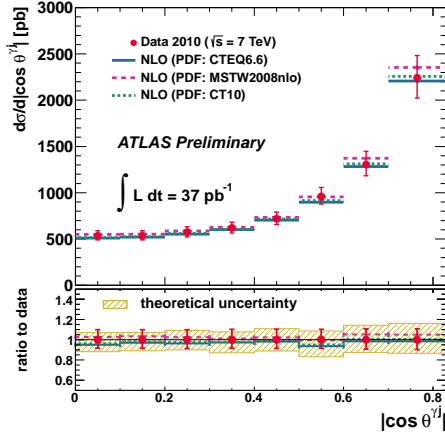 dσ/d|cos θ^γj| [pb]
3000
2500
2000
1500
1000
500
0
Data 2010 (√s = 7 TeV)
NLO (PDF: CTEQ6.6)
NLO (PDF: MSTW2008nlo)
NLO (PDF: CT10)
ATLAS Preliminary
∫ L dt = 37 pb⁻¹
ratio to data
1.4
1.2
1.0
0.8
0.6
theoretical uncertainty
0 0.2 0.4 0.6 0.8
|cos θ^γj|